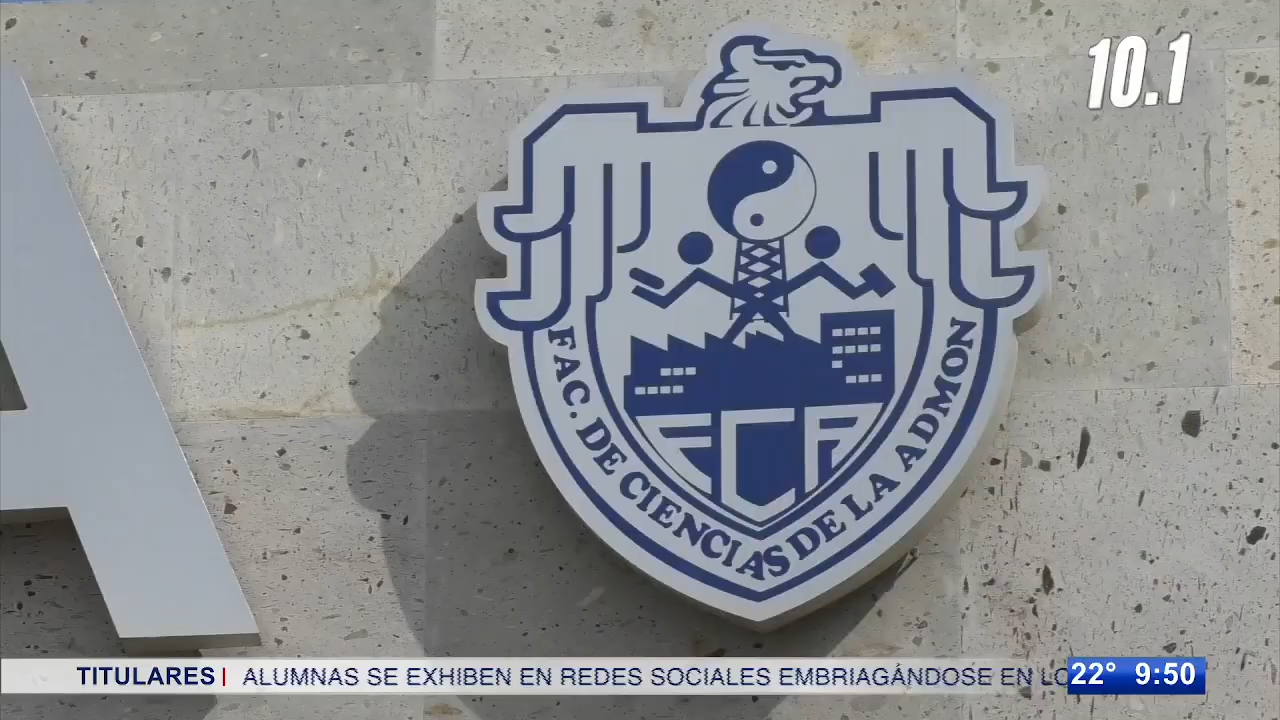 10.1
FAC. DE CIENCIAS DE LA ADMON
FCA
TITULARES | ALUMNAS SE EXHIBEN EN REDES SOCIALES EMBRIAGÁNDOSE EN
22° 9:50